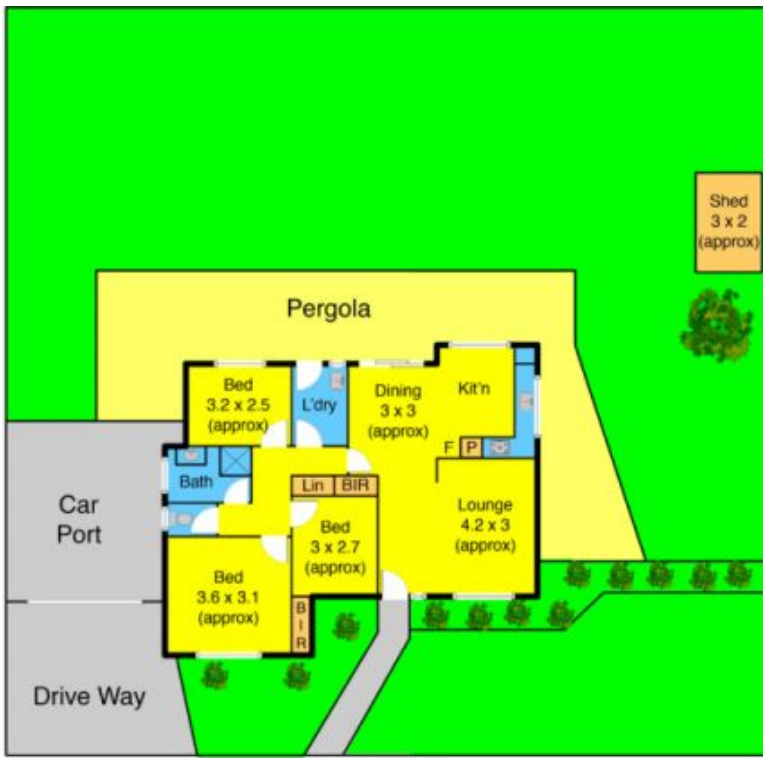 Shed
3 x 2
(approx)
Pergola
Bed
3.2 x 2.5
(approx)
L'dry
Dining
3 x 3
(approx)
Kit'n
F
P
Bath
Lin
BIR
Car
Port
Lounge
4.2 x 3
(approx)
Bed
3 x 2.7
(approx)
Bed
3.6 x 3.1
(approx)
B
I
R
Drive Way